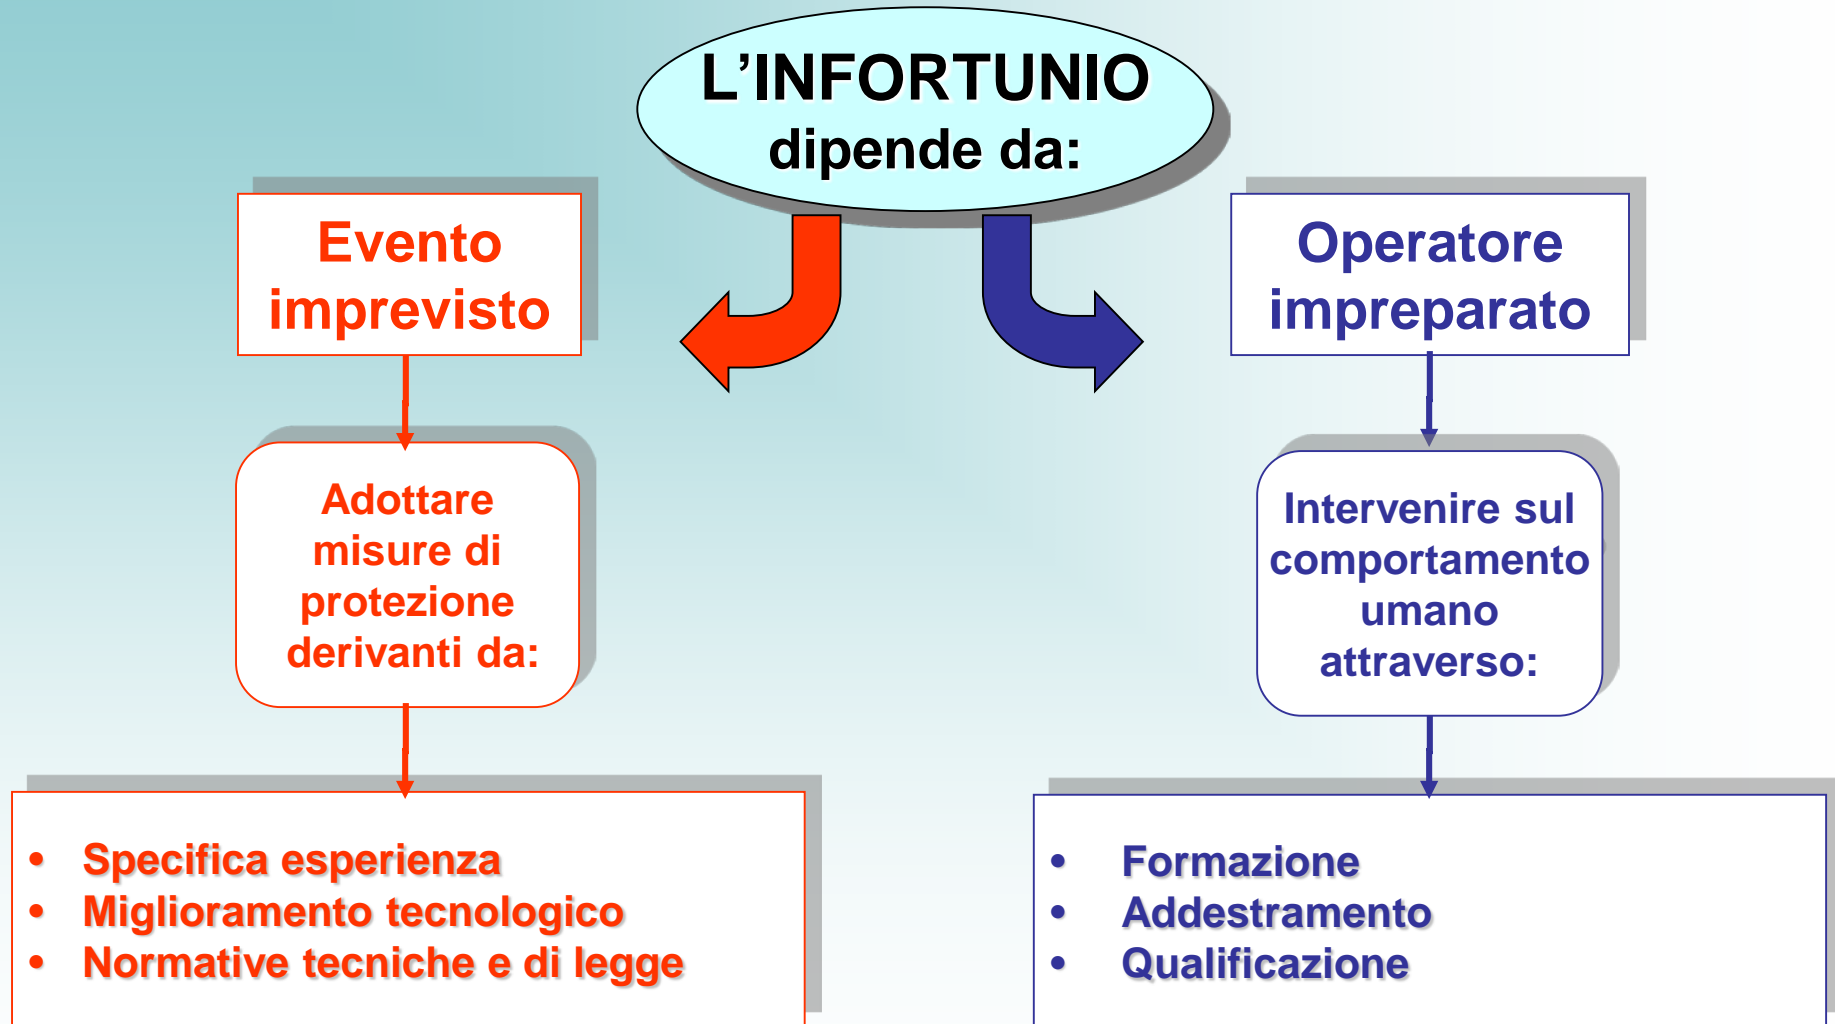 L’INFORTUNIO
dipende da:
Evento
imprevisto
Adottare
misure di
protezione
derivanti da:
• Specifica esperienza
• Miglioramento tecnologico
• Normative tecniche e di legge
Operatore
impreparato
Intervenire sul
comportamento
umano
attraverso:
• Formazione
• Addestramento
• Qualificazione